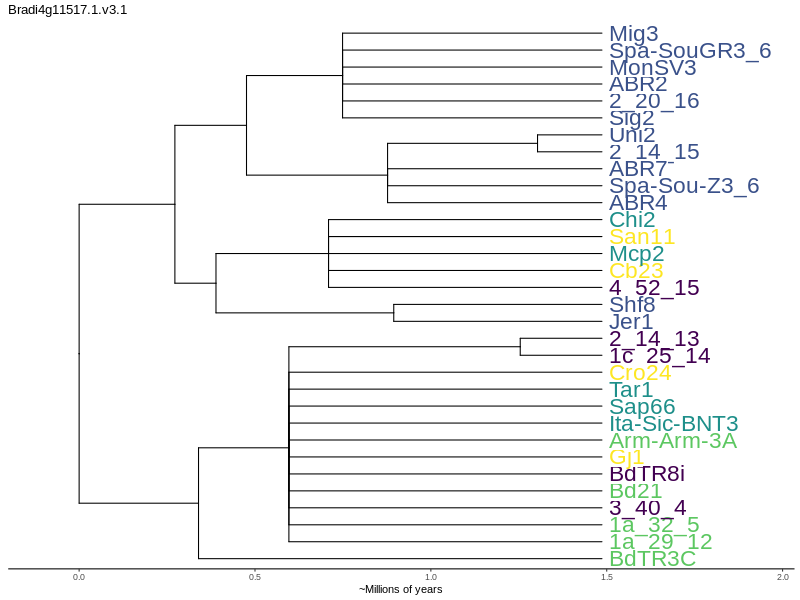 Bradi4g11517.1.v3.1
Mig3
Spa-SouGR3_6
MonSV3
ABR2
2_20_16
Sig2
Uni2
2_14_15
ABR7
Spa-Sou-Z3_6
ABR4
Chi2
San11
Mcp2
Cb23
4_52_15
Shf8
Jer1
2_14_13
1c_25_14
Cro24
Tar1
Sap66
Ita-Sic-BNT3
Arm-Arm-3A
Gj1
BdTR8i
Bd21
3_40_4
1a_32_5
1a_29_12
BdTR3C
0.0 0.5 1.0 1.5 2.0
~Millions of years